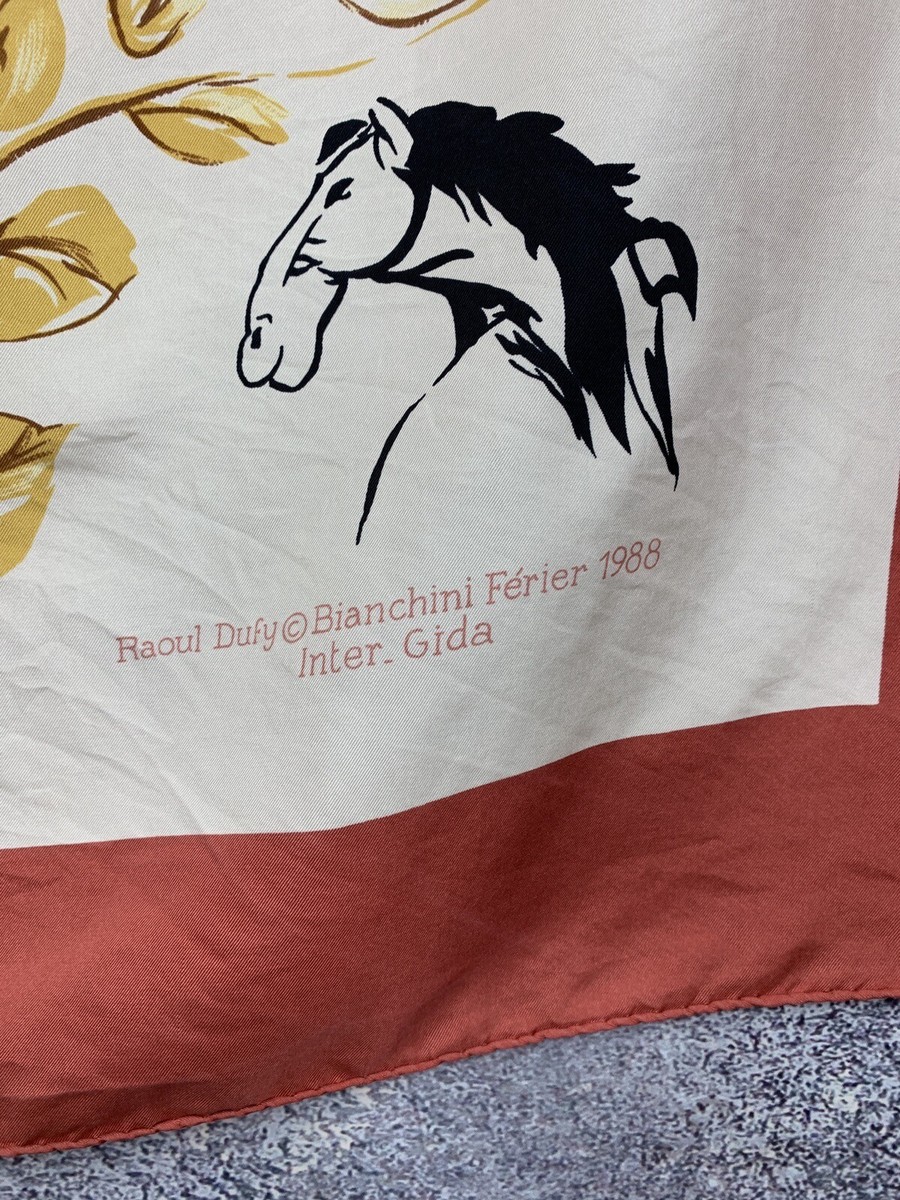 Raoul Dufy © Bianchini Férier 1988
Inter_ Gida